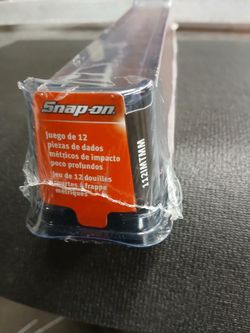 Snap-on
Juego de 12
piezas de dados
métricos de impacto
poco profundos
Jeu de 12 douilles
courtes à frappe
métriques
112IMTMM